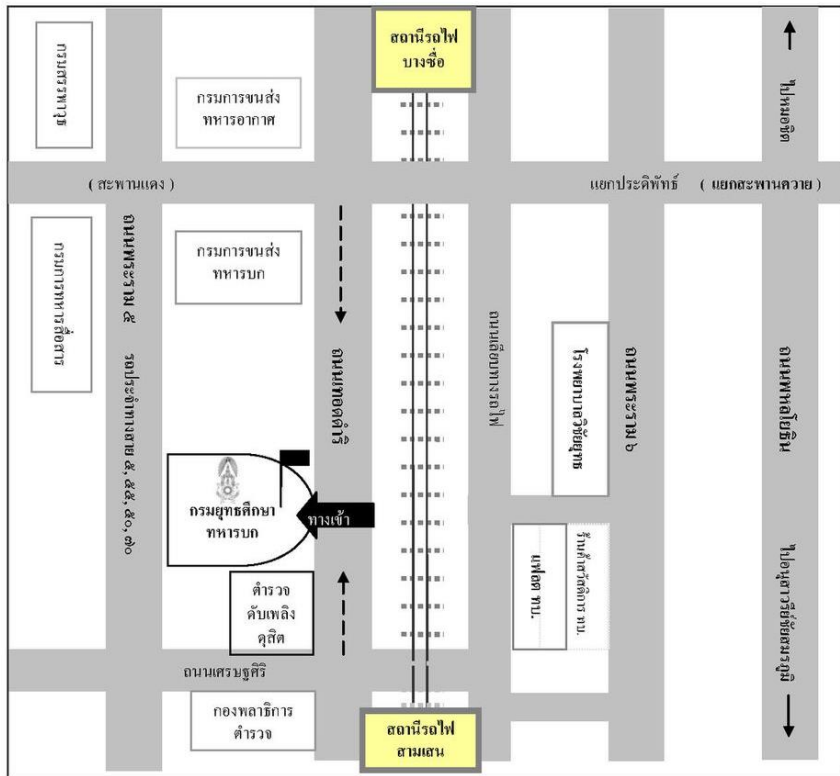 สถานีรถไฟ
บางซื่อ
กรมสรรพาวุธ
กรมการขนส่ง
ทหารอากาศ
ไปหมอชิต
( สะพานแดง )
แยกประดิพัทธ์
( แยกสะพานควาย )
กรมการทหารสื่อสาร
ถนนพระราม ๕
กรมการขนส่ง
ทหารบก
ถนนเทอดดำริ
ถนนเลียบทางรถไฟ
โรงพยาบาลวิชัยยุทธ
ถนนพระราม ๖
ถนนพหลโยธิน
รถประจำทางสาย ๕, ๕๕, ๕๐, ๗๐
กรมยุทธศึกษา
ทหารบก
ทางเข้า
ตำรวจ
ดับเพลิง
ดุสิต
แฟลต ทบ.
ร้านค้าสวัสดิการ ทบ.
ไปอนุสาวรีย์ชัยสมรภูมิ
ถนนเศรษฐศิริ
กองพลาธิการ
ตำรวจ
สถานีรถไฟ
สามเสน